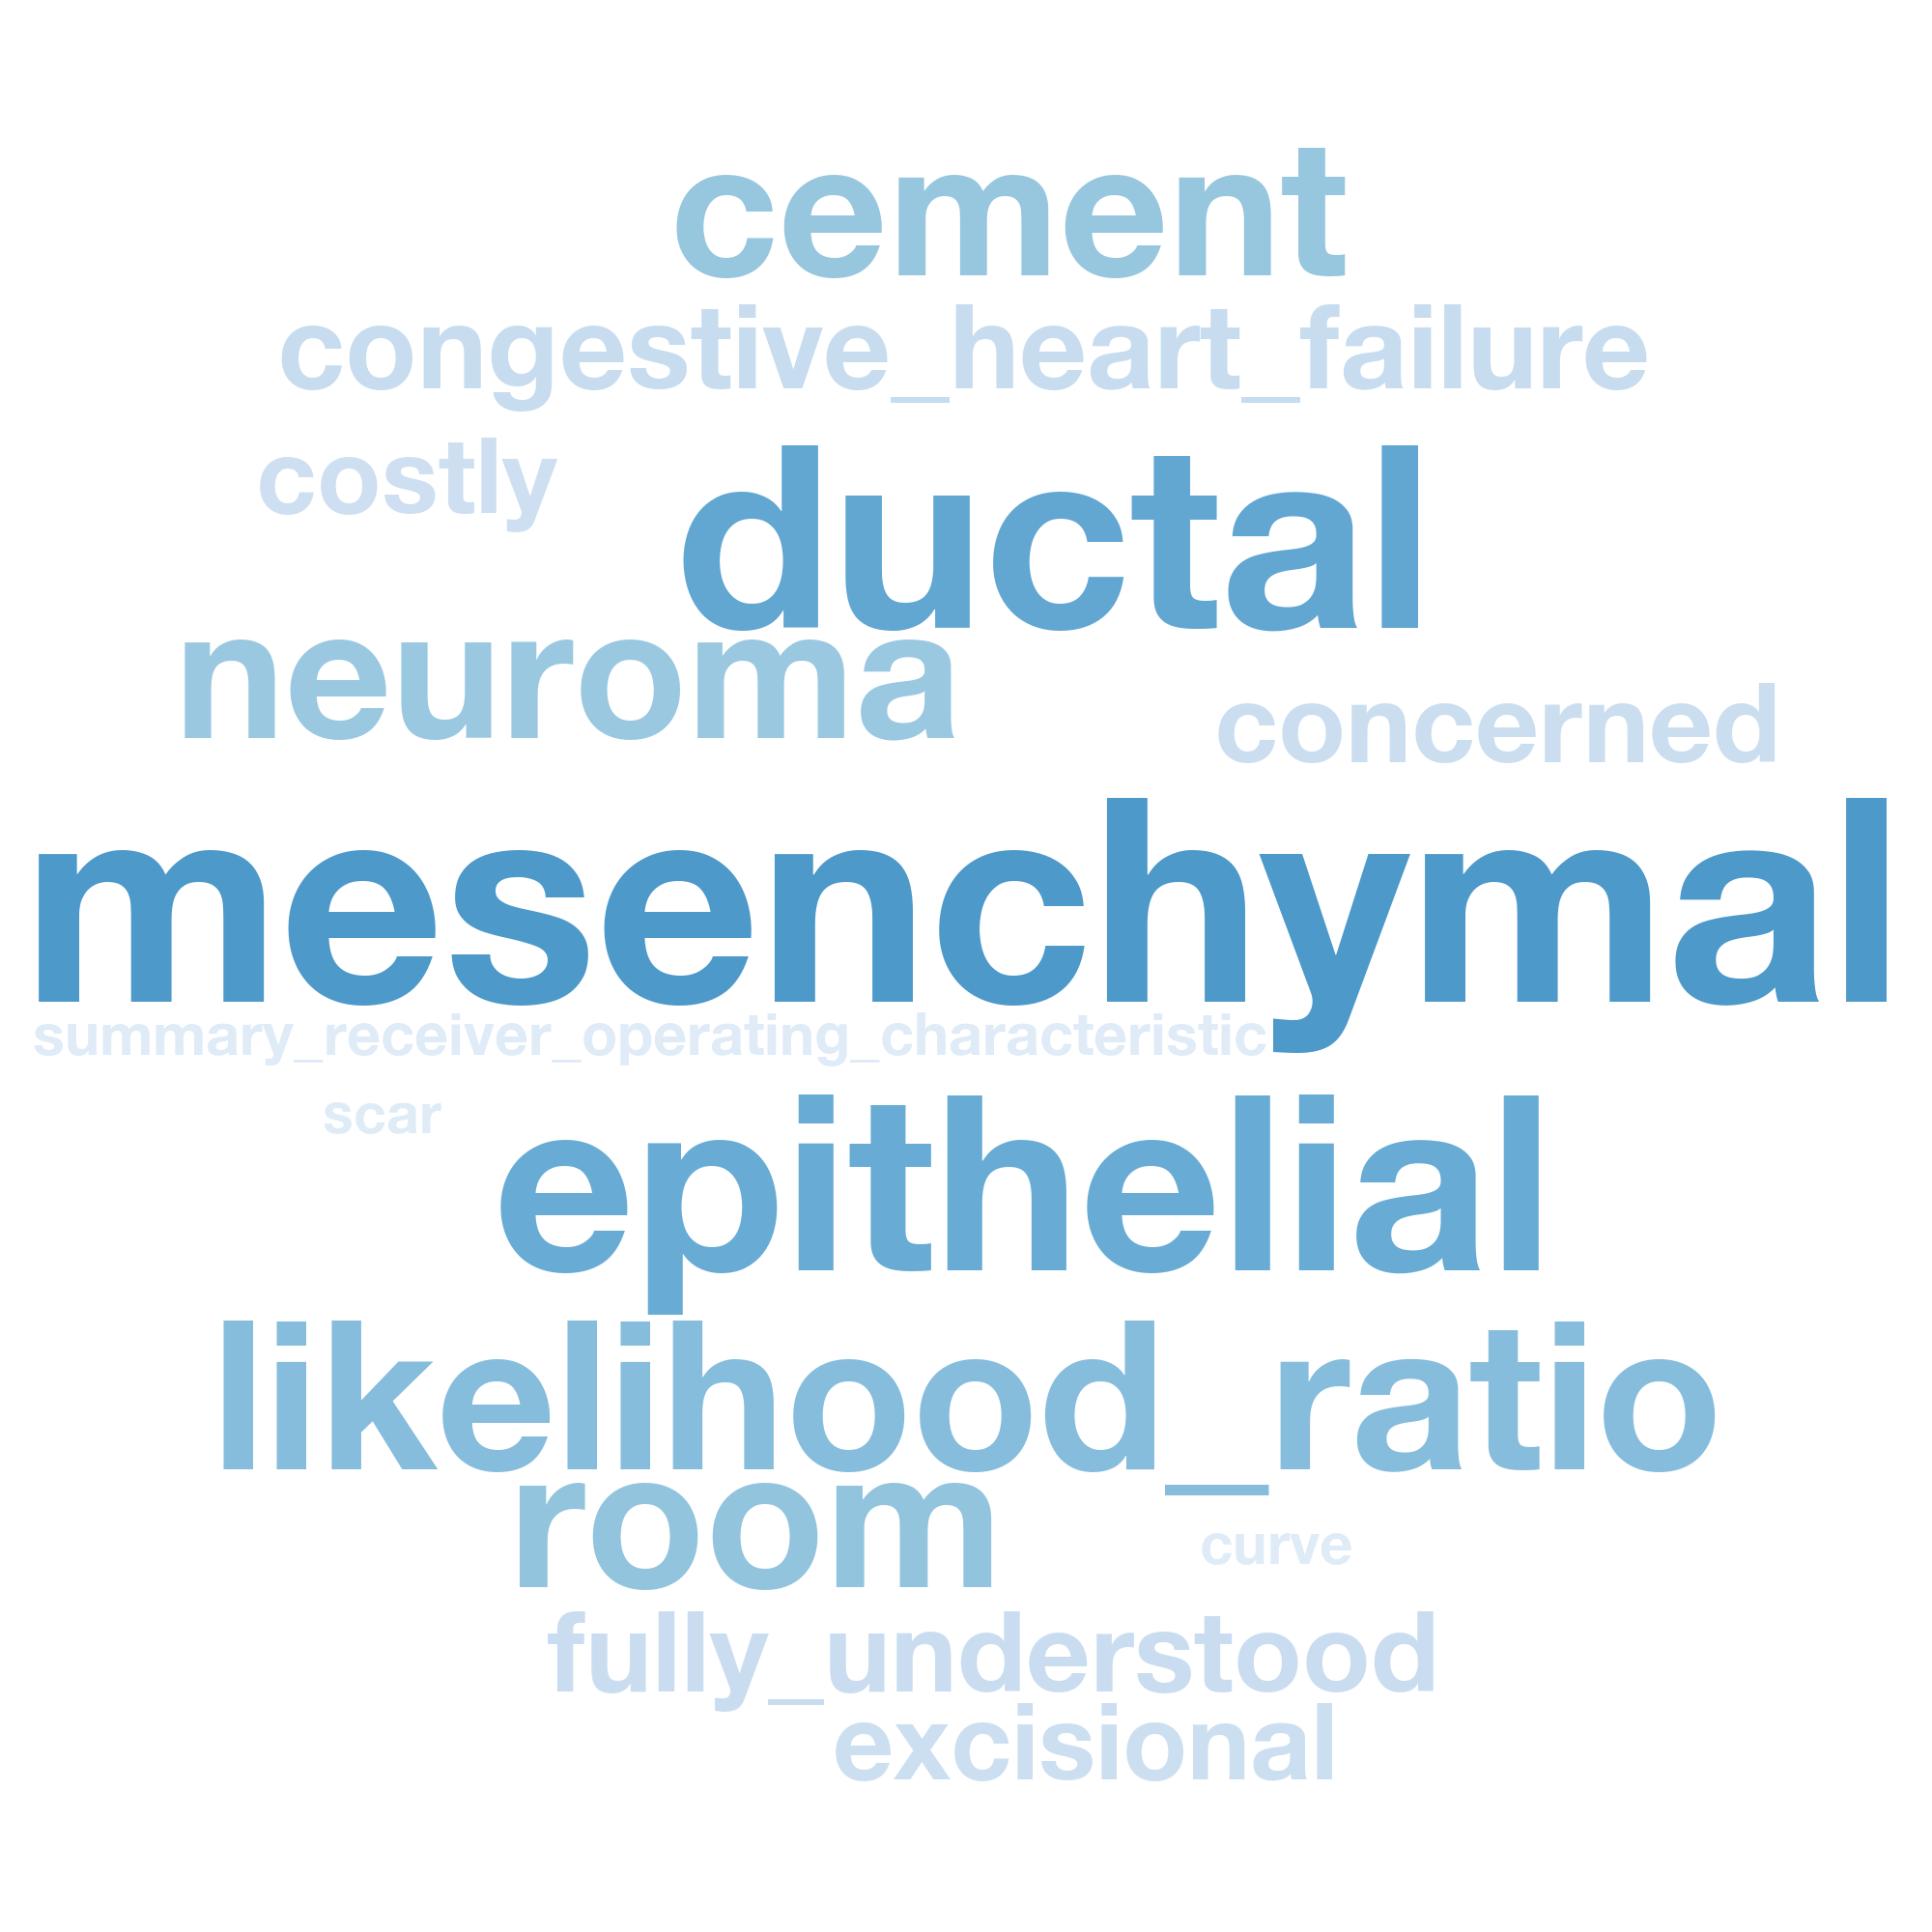 cement
congestive_heart_failure
costly
ductal
neuroma
concerned
mesenchymal
summary_receiver_operating_characteristic
scar
epithelial
likelihood_ratio
room
curve
fully_understood
excisional